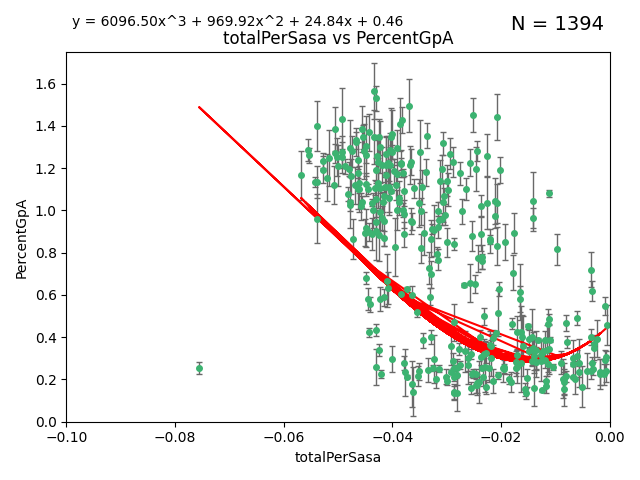 y = 6096.50x^3 + 969.92x^2 + 24.84x + 0.46
N = 1394
totalPerSasa vs PercentGpA
PercentGpA
1.6
1.4
1.2
1.0
0.8
0.6
0.4
0.2
0.0
−0.10 −0.08 −0.06 −0.04 −0.02 0.00
totalPerSasa